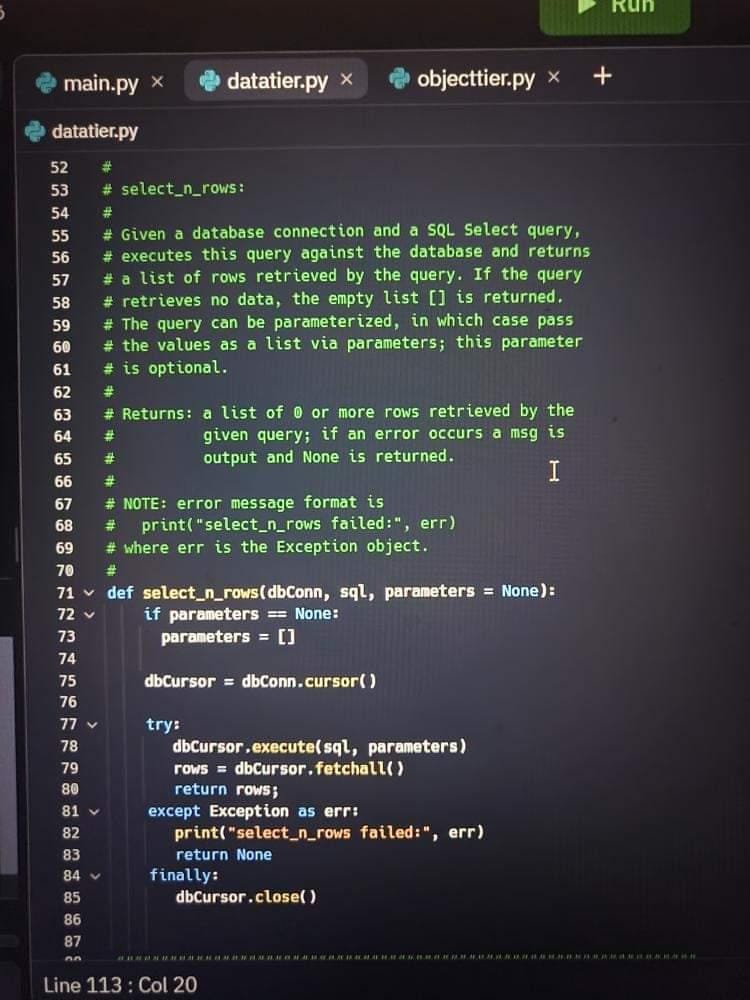 Run
main.py × datatier.py × objecttier.py × +
datatier.py
52 #
53 # select_n_rows:
54 #
55 # Given a database connection and a SQL Select query,
56 # executes this query against the database and returns
57 # a list of rows retrieved by the query. If the query
58 # retrieves no data, the empty list [] is returned.
59 # The query can be parameterized, in which case pass
60 # the values as a list via parameters; this parameter
61 # is optional.
62 #
63 # Returns: a list of 0 or more rows retrieved by the
64 #          given query; if an error occurs a msg is
65 #          output and None is returned.
66 #
67 # NOTE: error message format is
68 #   print("select_n_rows failed:", err)
69 # where err is the Exception object.
70 #
71 def select_n_rows(dbConn, sql, parameters = None):
72     if parameters == None:
73       parameters = []
74
75     dbCursor = dbConn.cursor()
76
77     try:
78        dbCursor.execute(sql, parameters)
79        rows = dbCursor.fetchall()
80        return rows;
81     except Exception as err:
82        print("select_n_rows failed:", err)
83        return None
84     finally:
85        dbCursor.close()
86
87
Line 113 : Col 20